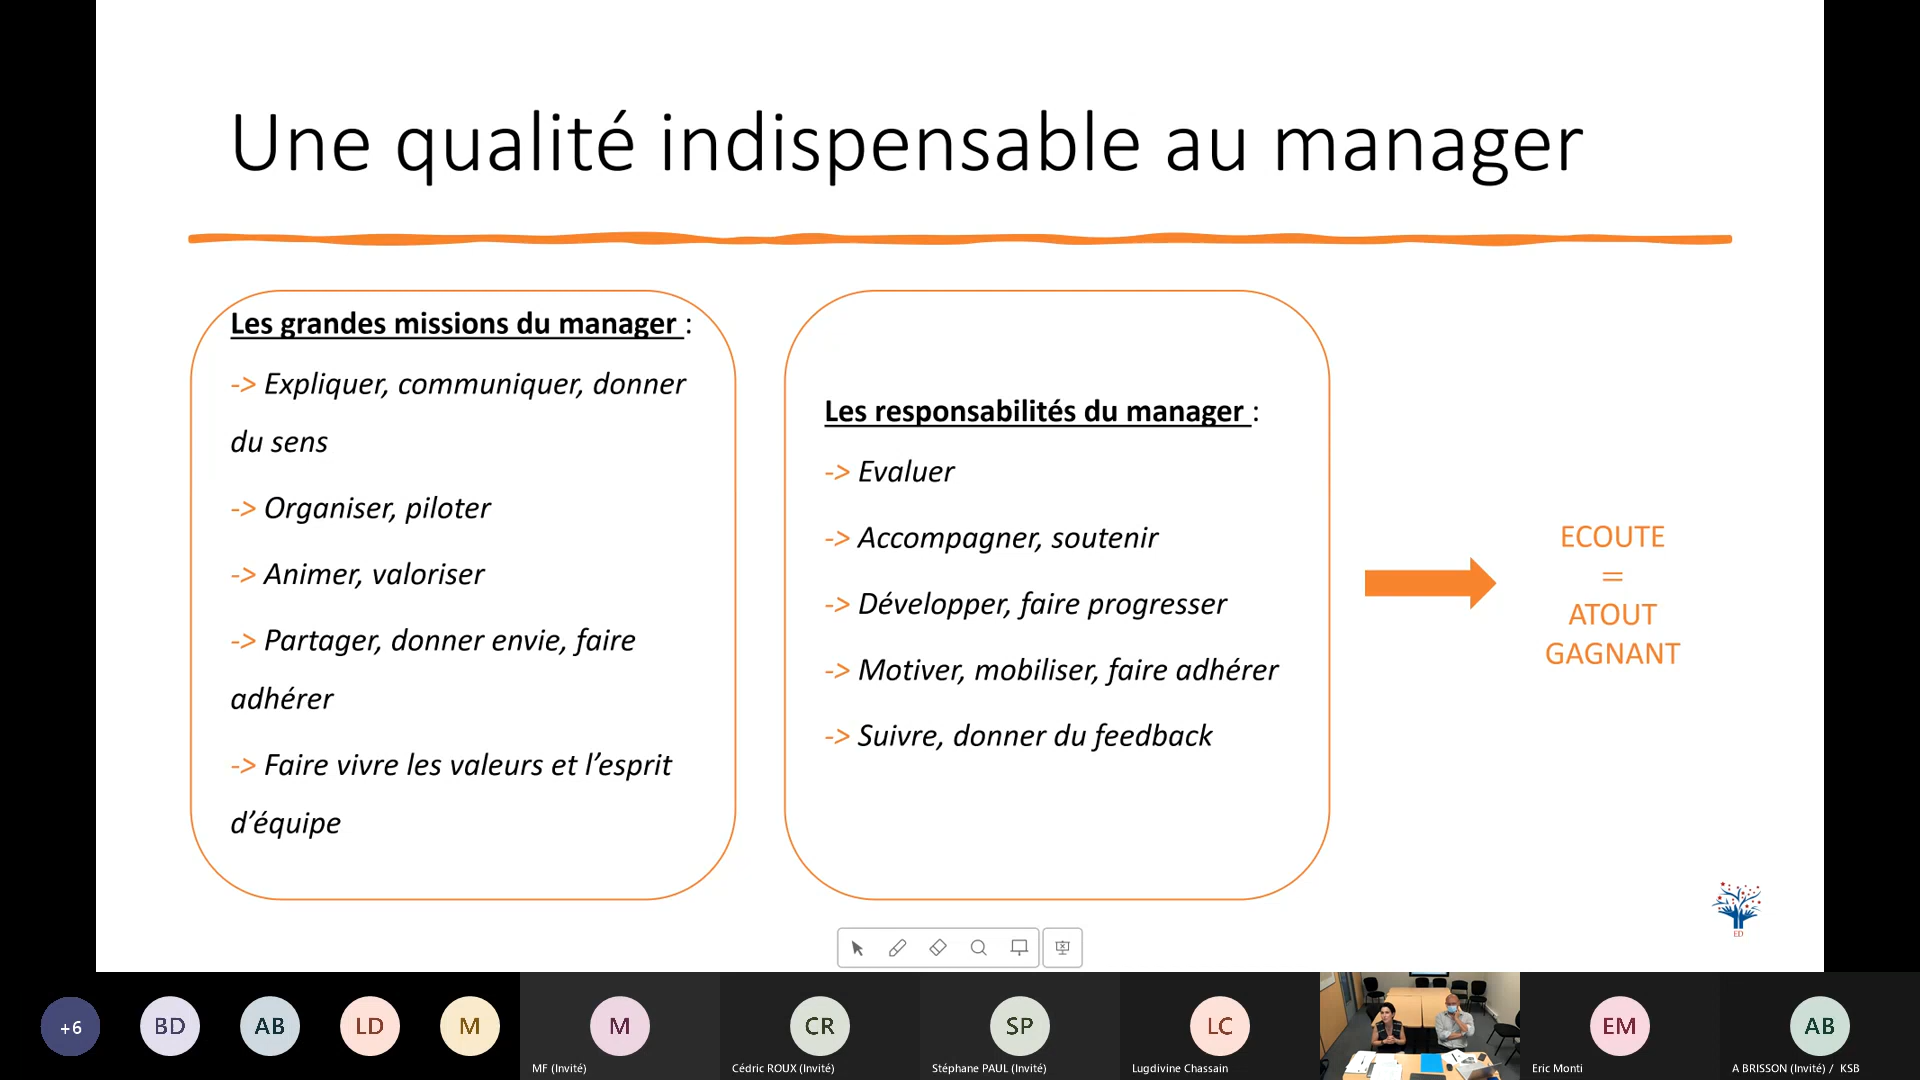 Une qualité indispensable au manager
Les grandes missions du manager :
-> Expliquer, communiquer, donner
du sens
-> Organiser, piloter
-> Animer, valoriser
-> Partager, donner envie, faire
adhérer
-> Faire vivre les valeurs et l’esprit
d’équipe
Les responsabilités du manager :
-> Evaluer
-> Accompagner, soutenir
-> Développer, faire progresser
-> Motiver, mobiliser, faire adhérer
-> Suivre, donner du feedback
ECOUTE
=
ATOUT
GAGNANT
ED
+6
BD
AB
LD
M
M
MF (Invité)
CR
Cédric ROUX (Invité)
SP
Stéphane PAUL (Invité)
LC
Lugdivine Chassain
EM
Eric Monti
AB
A BRISSON (Invité) / KSB